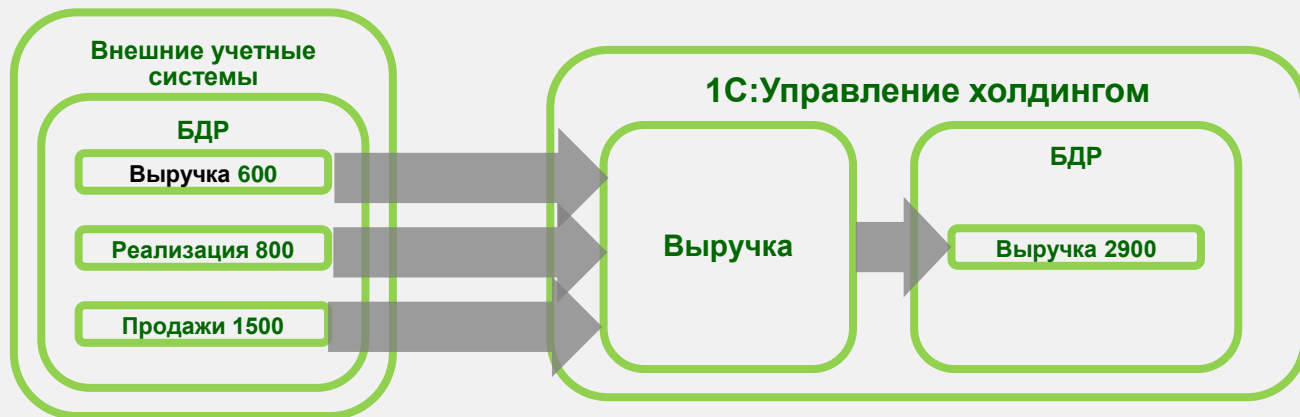 Внешние учетные
системы
БДР
Выручка 600
Реализация 800
Продажи 1500
1С:Управление холдингом
Выручка
БДР
Выручка 2900